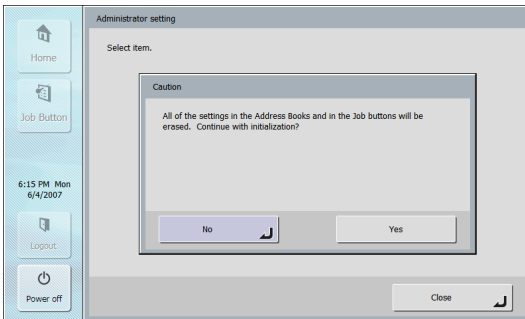 Administrator setting
Home
Select item.
Job Button
Caution
All of the settings in the Address Books and in the Job buttons will be
erased. Continue with initialization?
6:15 PM Mon
6/4/2007
No
Yes
Logout
Power off
Close